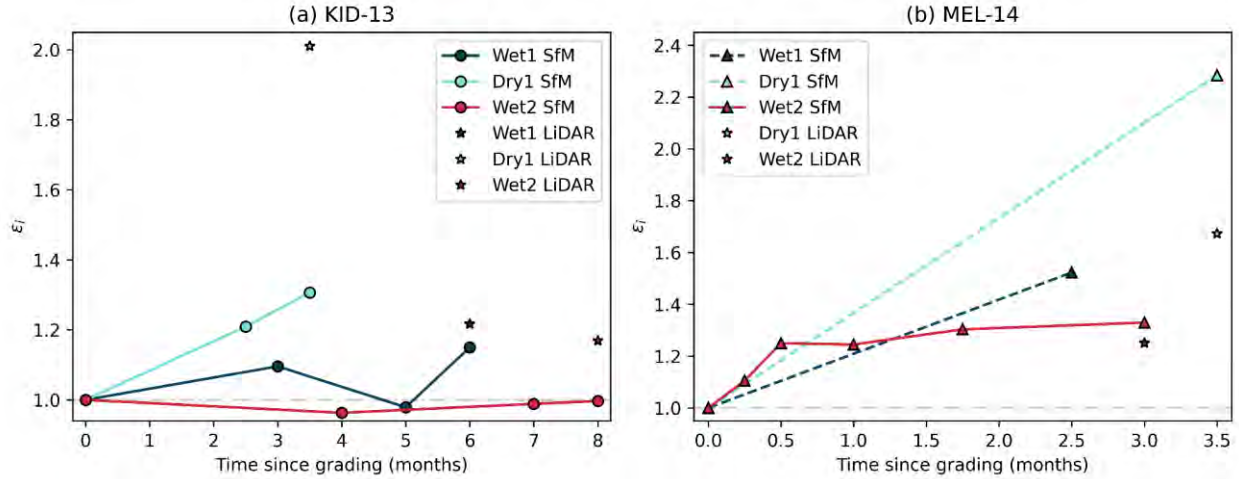 (a) KID-13
2.0
1.8
1.6
1.4
1.2
1.0
εi
0 1 2 3 4 5 6 7 8
Time since grading (months)
Wet1 SfM
Dry1 SfM
Wet2 SfM
Wet1 LiDAR
Dry1 LiDAR
Wet2 LiDAR
(b) MEL-14
2.4
2.2
2.0
1.8
1.6
1.4
1.2
1.0
εi
0.0 0.5 1.0 1.5 2.0 2.5 3.0 3.5
Time since grading (months)
Wet1 SfM
Dry1 SfM
Wet2 SfM
Dry1 LiDAR
Wet2 LiDAR